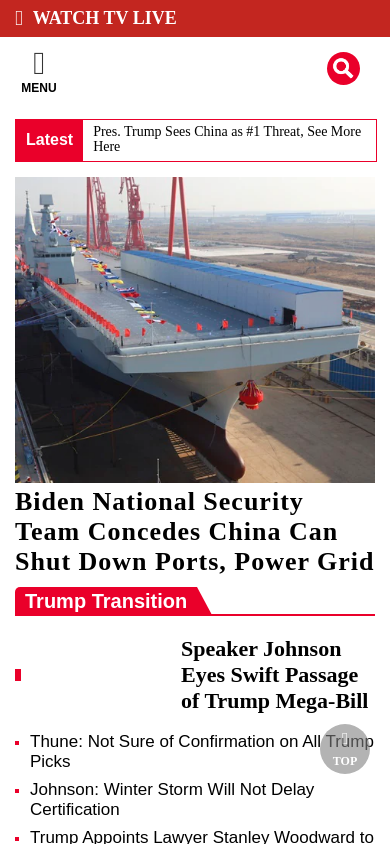 WATCH TV LIVE
MENU
Latest
Pres. Trump Sees China as #1 Threat, See More
Here
Biden National Security
Team Concedes China Can
Shut Down Ports, Power Grid
Trump Transition
Speaker Johnson
Eyes Swift Passage
of Trump Mega-Bill
Thune: Not Sure of Confirmation on All Trump
Picks
TOP
Johnson: Winter Storm Will Not Delay
Certification
Trump Appoints Lawyer Stanley Woodward to